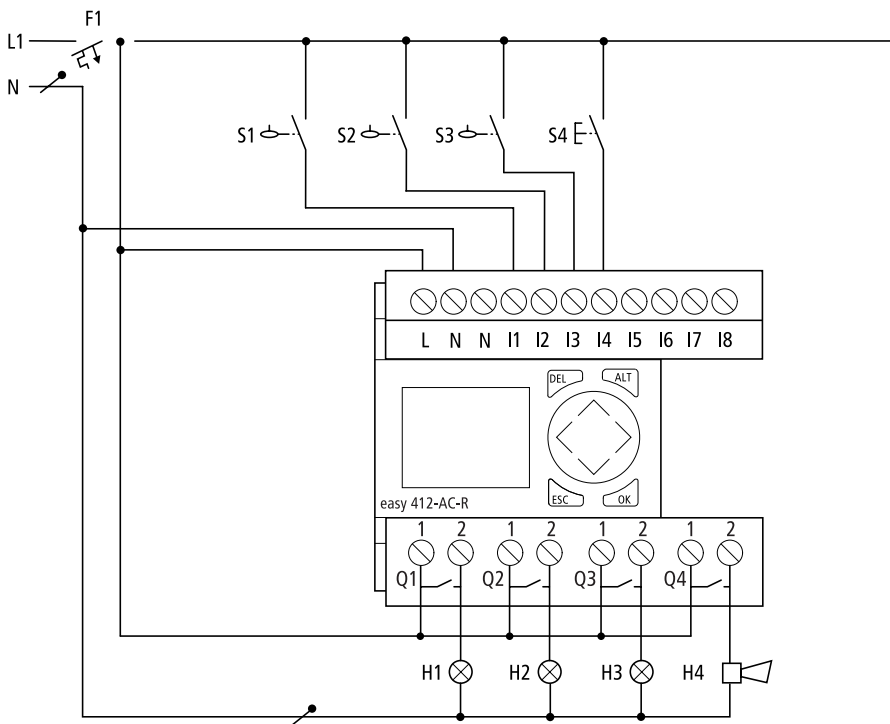 F1
L1
N
S1 S2 S3 S4
L N N I1 I2 I3 I4 I5 I6 I7 I8
DEL ALT
ESC OK
easy 412-AC-R
1 2 1 2 1 2 1 2
Q1 Q2 Q3 Q4
H1 H2 H3 H4